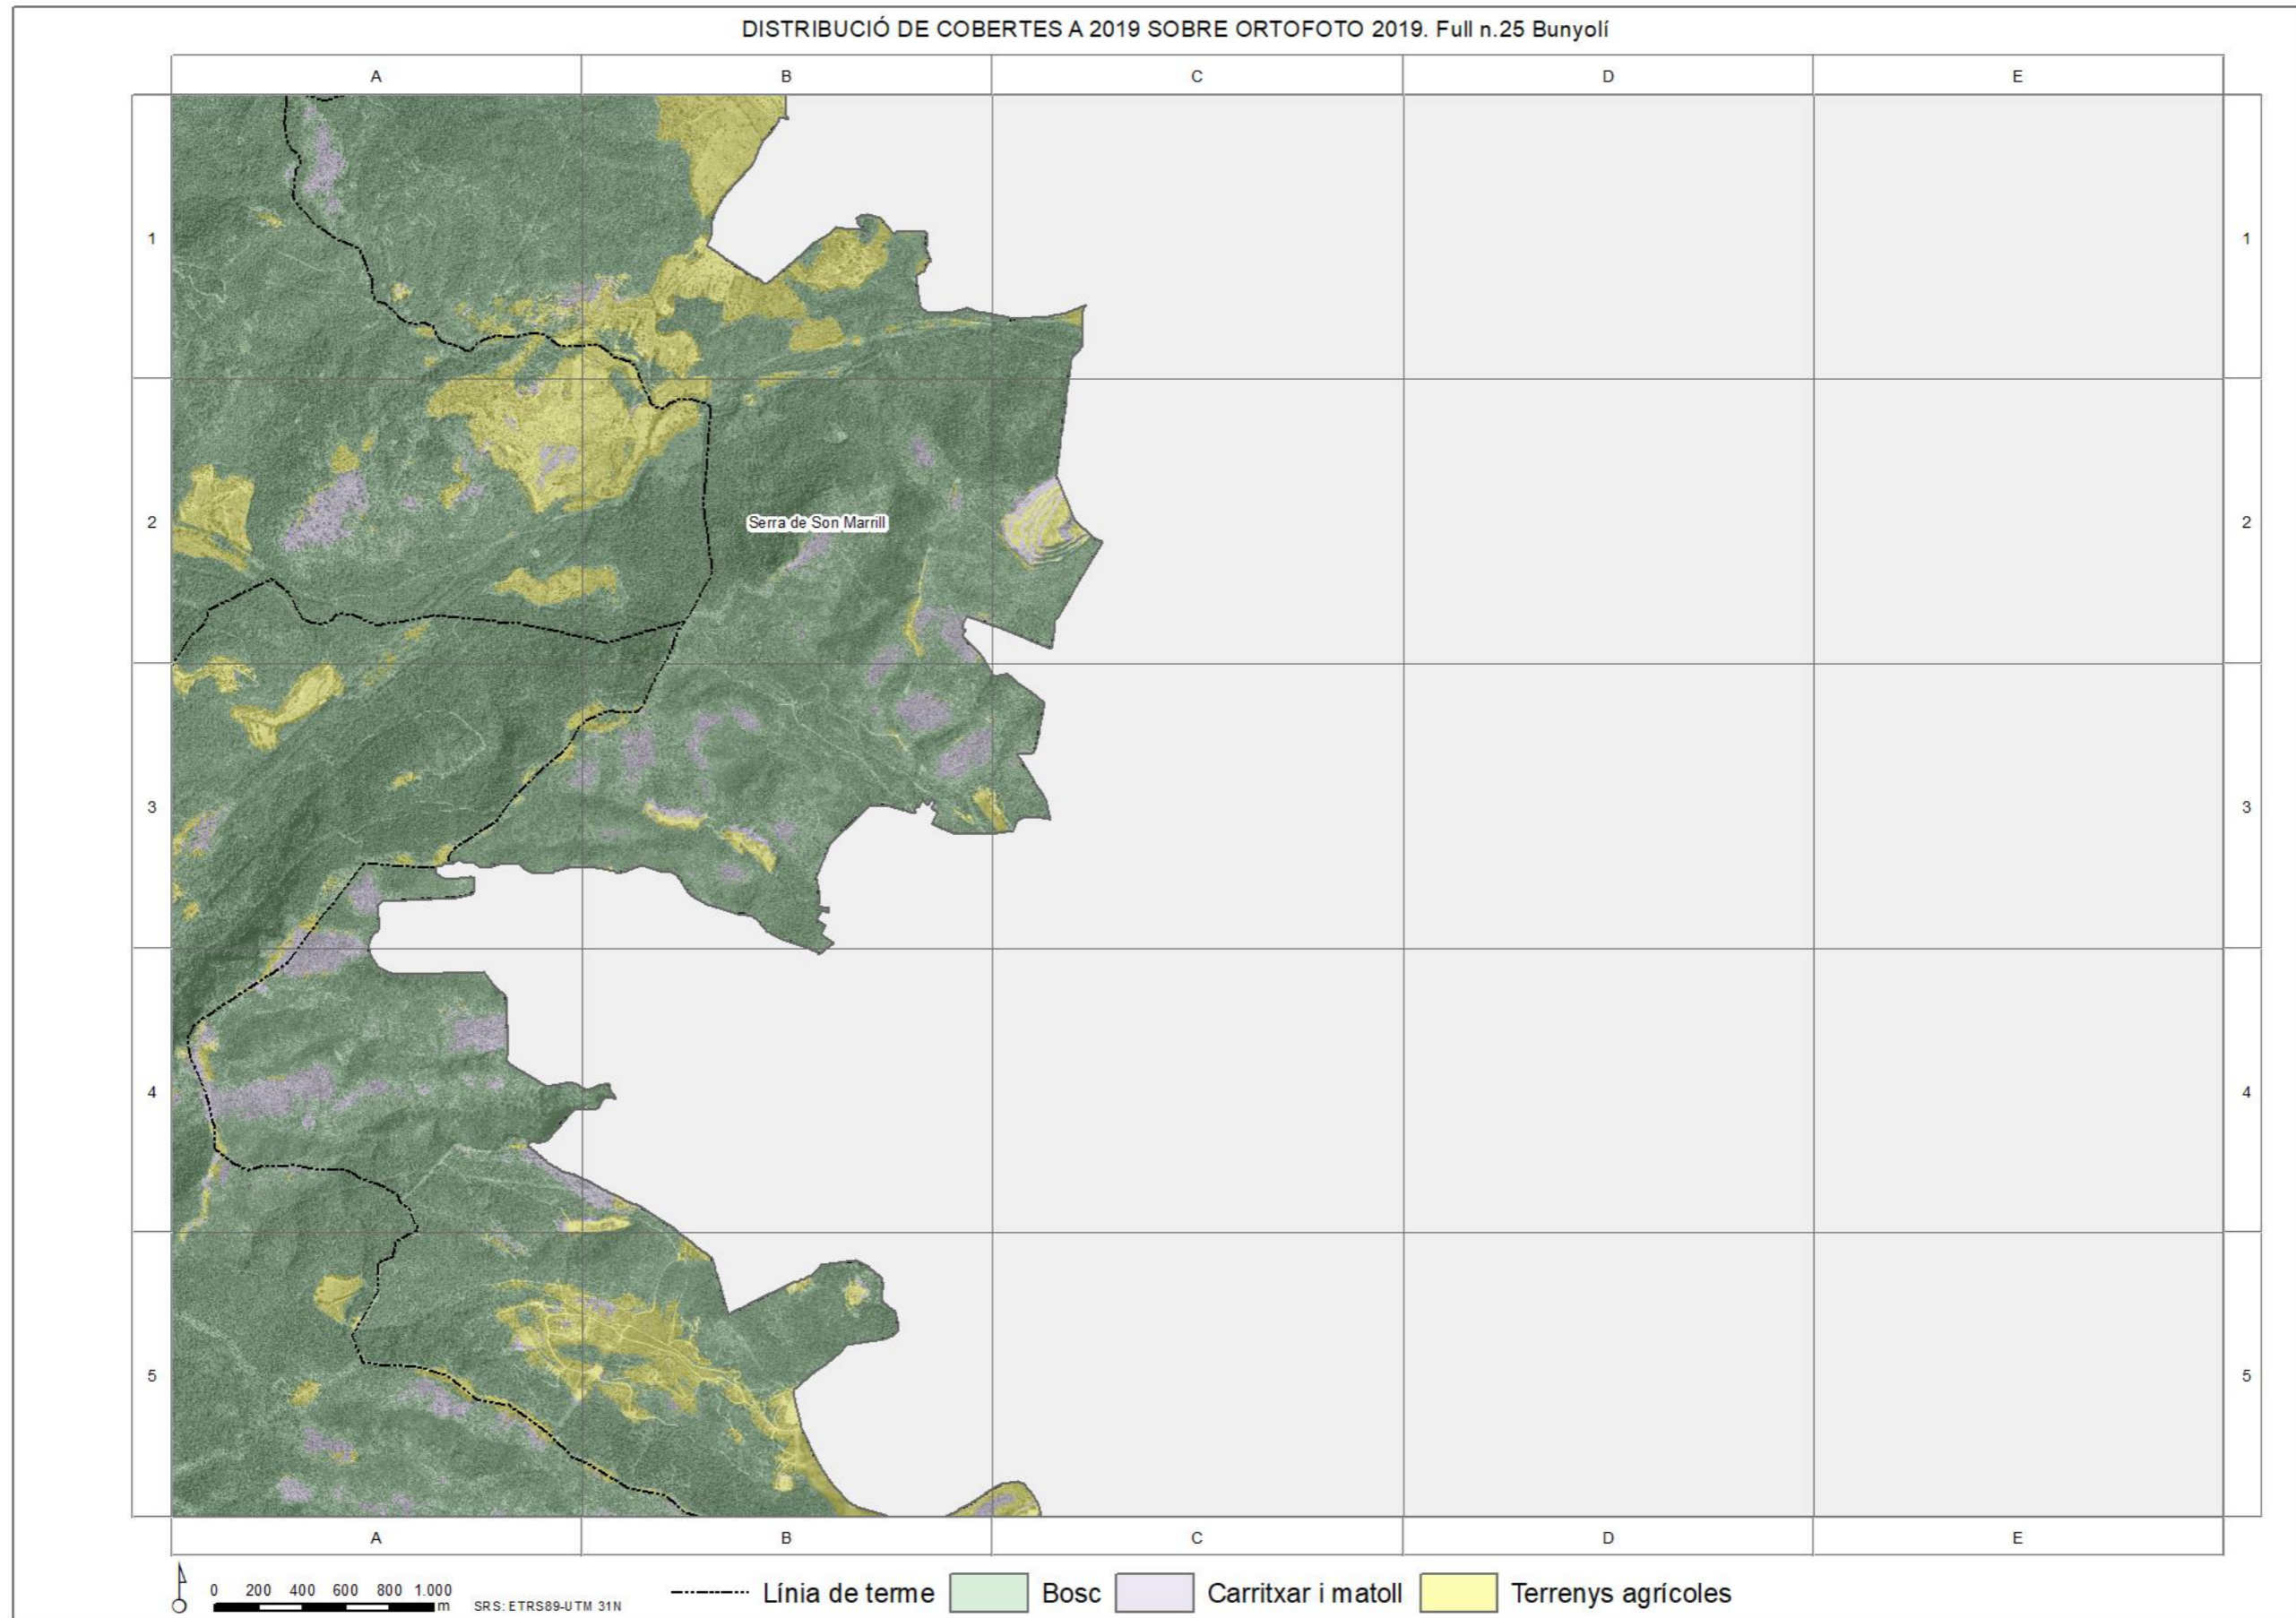 DISTRIBUCIÓ DE COBERTES A 2019 SOBRE ORTOFOTO 2019. Full n.25 Bunyolí
A B C D E
1 1
2 Serra de Son Marrill 2
3 3
4 4
5 5
A B C D E
0 200 400 600 800 1.000
m SRS: ETRS89-UTM 31N Línia de terme Bosc Carritxar i matoll Terrenys agrícoles